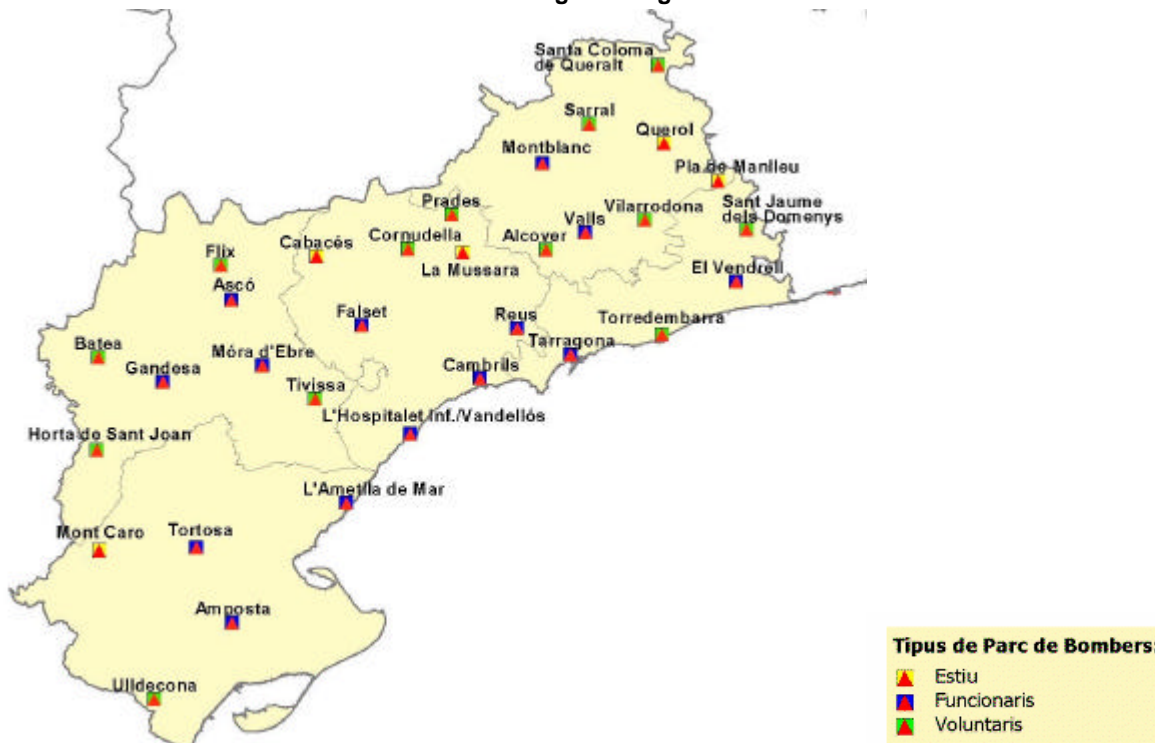 Santa Coloma
de Queralt
Sarral
Querol
Montblanc
Pla de Manlleu
Prades
Vilarrodona
Sant Jaume
dels Domenys
Valls
Cornudella
Alcover
Cabacés
Flix
La Mussara
El Vendrell
Ascó
Falset
Reus
Torredembarra
Tarragona
Batea
Móra d'Ebre
Gandesa
Cambrils
Tivissa
L'Hospitalet Inf./Vandellós
Horta de Sant Joan
L'Ametlla de Mar
Mont Caro
Tortosa
Amposta
Ulldecona
Tipus de Parc de Bombers:
Estiu
Funcionaris
Voluntaris